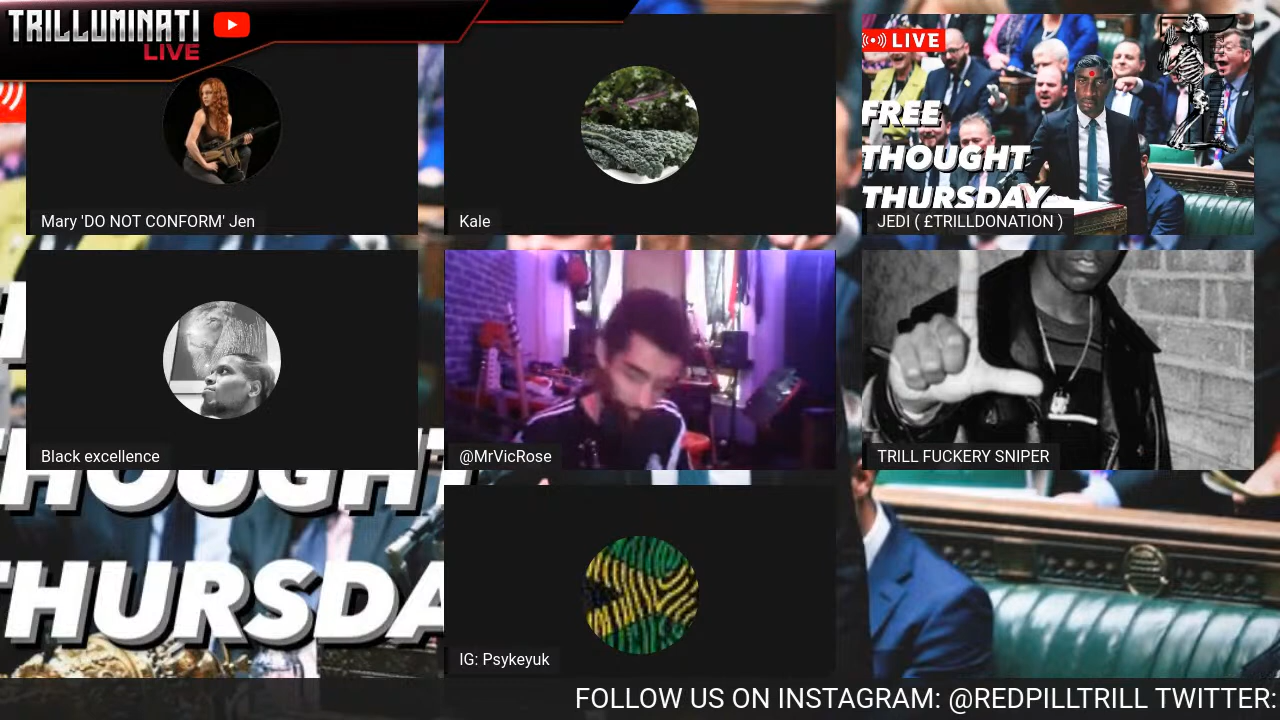 TRILLUMINATI
LIVE
Mary 'DO NOT CONFORM' Jen
Kale
LIVE
FREE
THOUGHT
THURSDAY
JEDI ( £TRILLDONATION )
Black excellence
@MrVicRose
TRILL FUCKERY SNIPER
THOUGHT
THURSDA
IG: Psykeyuk
FOLLOW US ON INSTAGRAM: @REDPILLTRILL TWITTER: